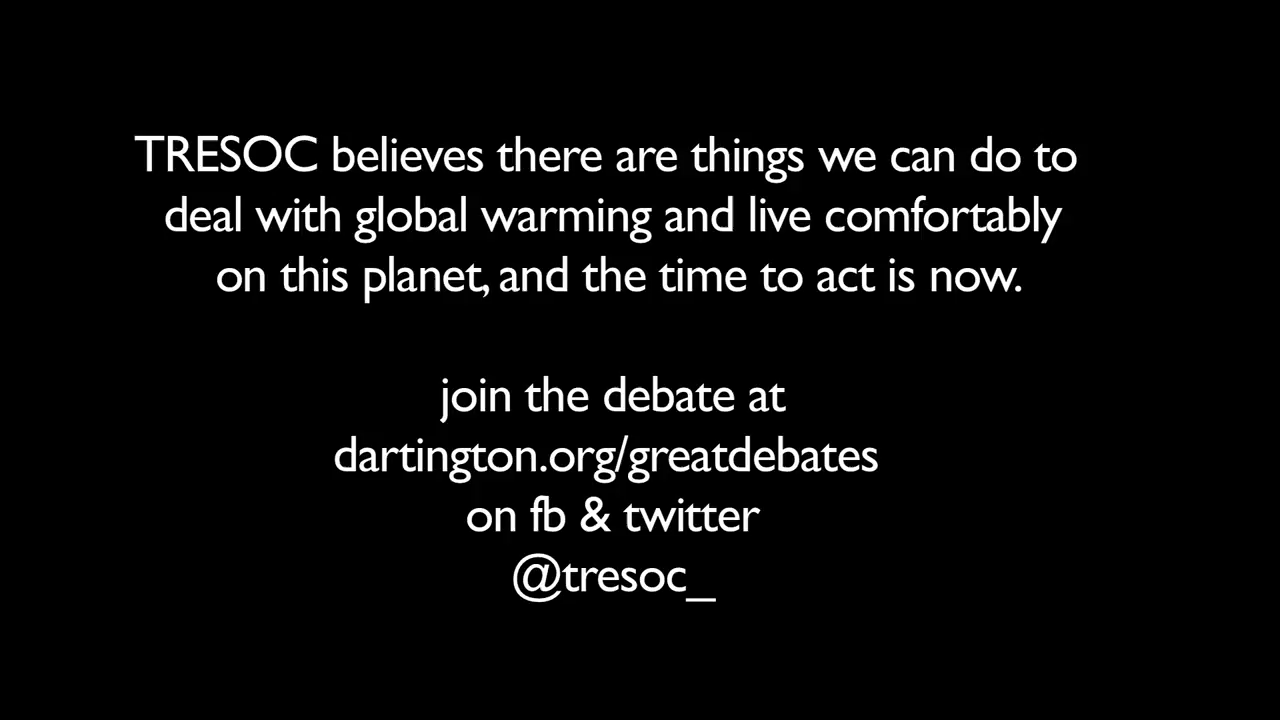 TRESOC believes there are things we can do to
deal with global warming and live comfortably
on this planet, and the time to act is now.
join the debate at
dartington.org/greatdebates
on fb & twitter
@tresoc_